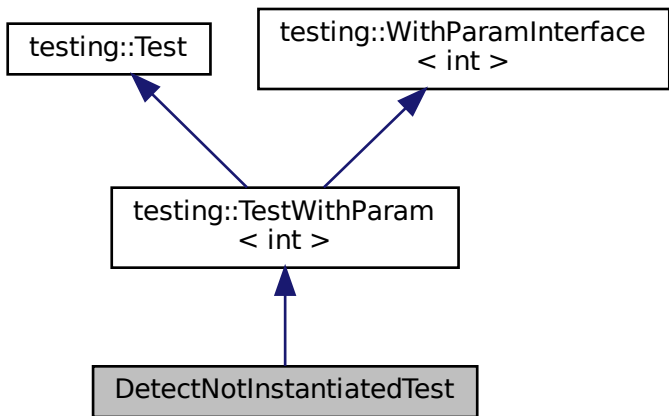 testing::Test
testing::WithParamInterface
< int >
testing::TestWithParam
< int >
DetectNotInstantiatedTest